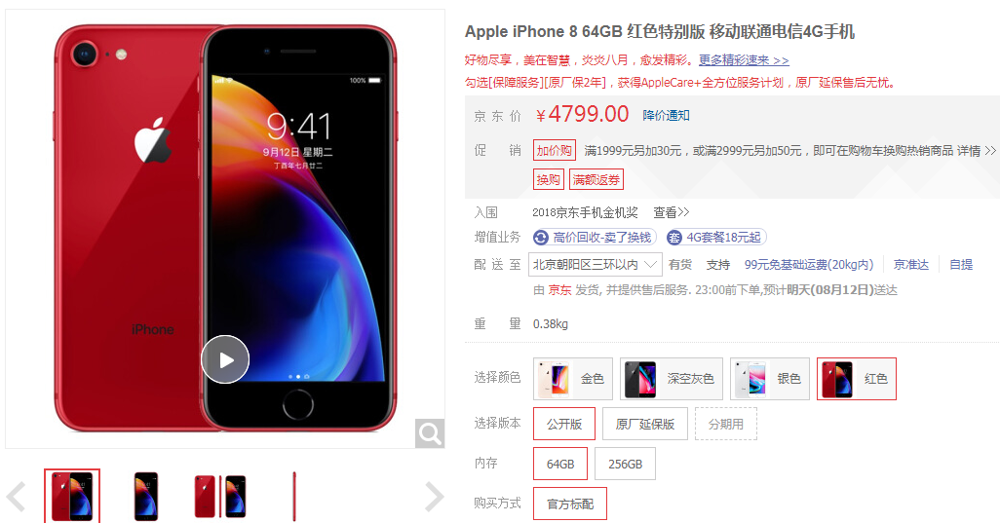 Apple iPhone 8 64GB 红色特别版 移动联通电信4G手机
好物尽享，美在智慧，炎炎八月，愈发精彩。更多精彩速来 >>
勾选[保障服务][原厂保2年]，获得AppleCare+全方位服务计划，原厂延保售后无忧。
京东价 ￥4799.00 降价通知
促销 加价购 满1999元另加30元，或满2999元另加50元，即可在购物车换购热销商品 详情 >>
换购 满额返券
入围 2018京东手机金机奖 查看>>
增值业务 高价回收-卖了换钱 套 4G套餐18元起
配送至 北京朝阳区三环以内 有货 支持 99元免基础运费(20kg内) 京准达 自提
由 京东 发货, 并提供售后服务. 23:00前下单,预计明天(08月12日)送达
重量 0.38kg
选择颜色 金色 深空灰色 银色 红色
选择版本 公开版 原厂延保版 分期用
内存 64GB 256GB
购买方式 官方标配
100%
9:41
9月12日 星期二
丁酉年七月廿二
iPhone